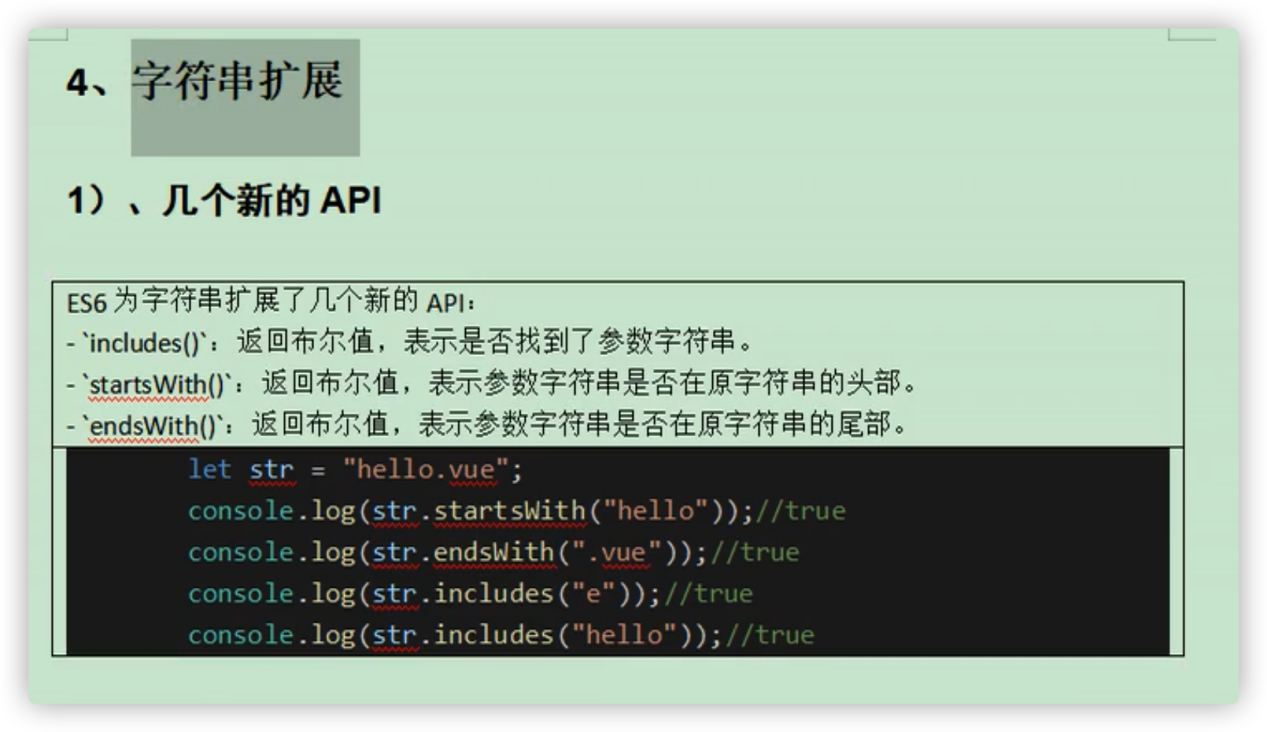 4、字符串扩展
1）、几个新的 API
ES6 为字符串扩展了几个新的 API：
- `includes()`：返回布尔值，表示是否找到了参数字符串。
- `startsWith()`：返回布尔值，表示参数字符串是否在原字符串的头部。
- `endsWith()`：返回布尔值，表示参数字符串是否在原字符串的尾部。
let str = "hello.vue";
console.log(str.startsWith("hello"));//true
console.log(str.endsWith(".vue"));//true
console.log(str.includes("e"));//true
console.log(str.includes("hello"));//true